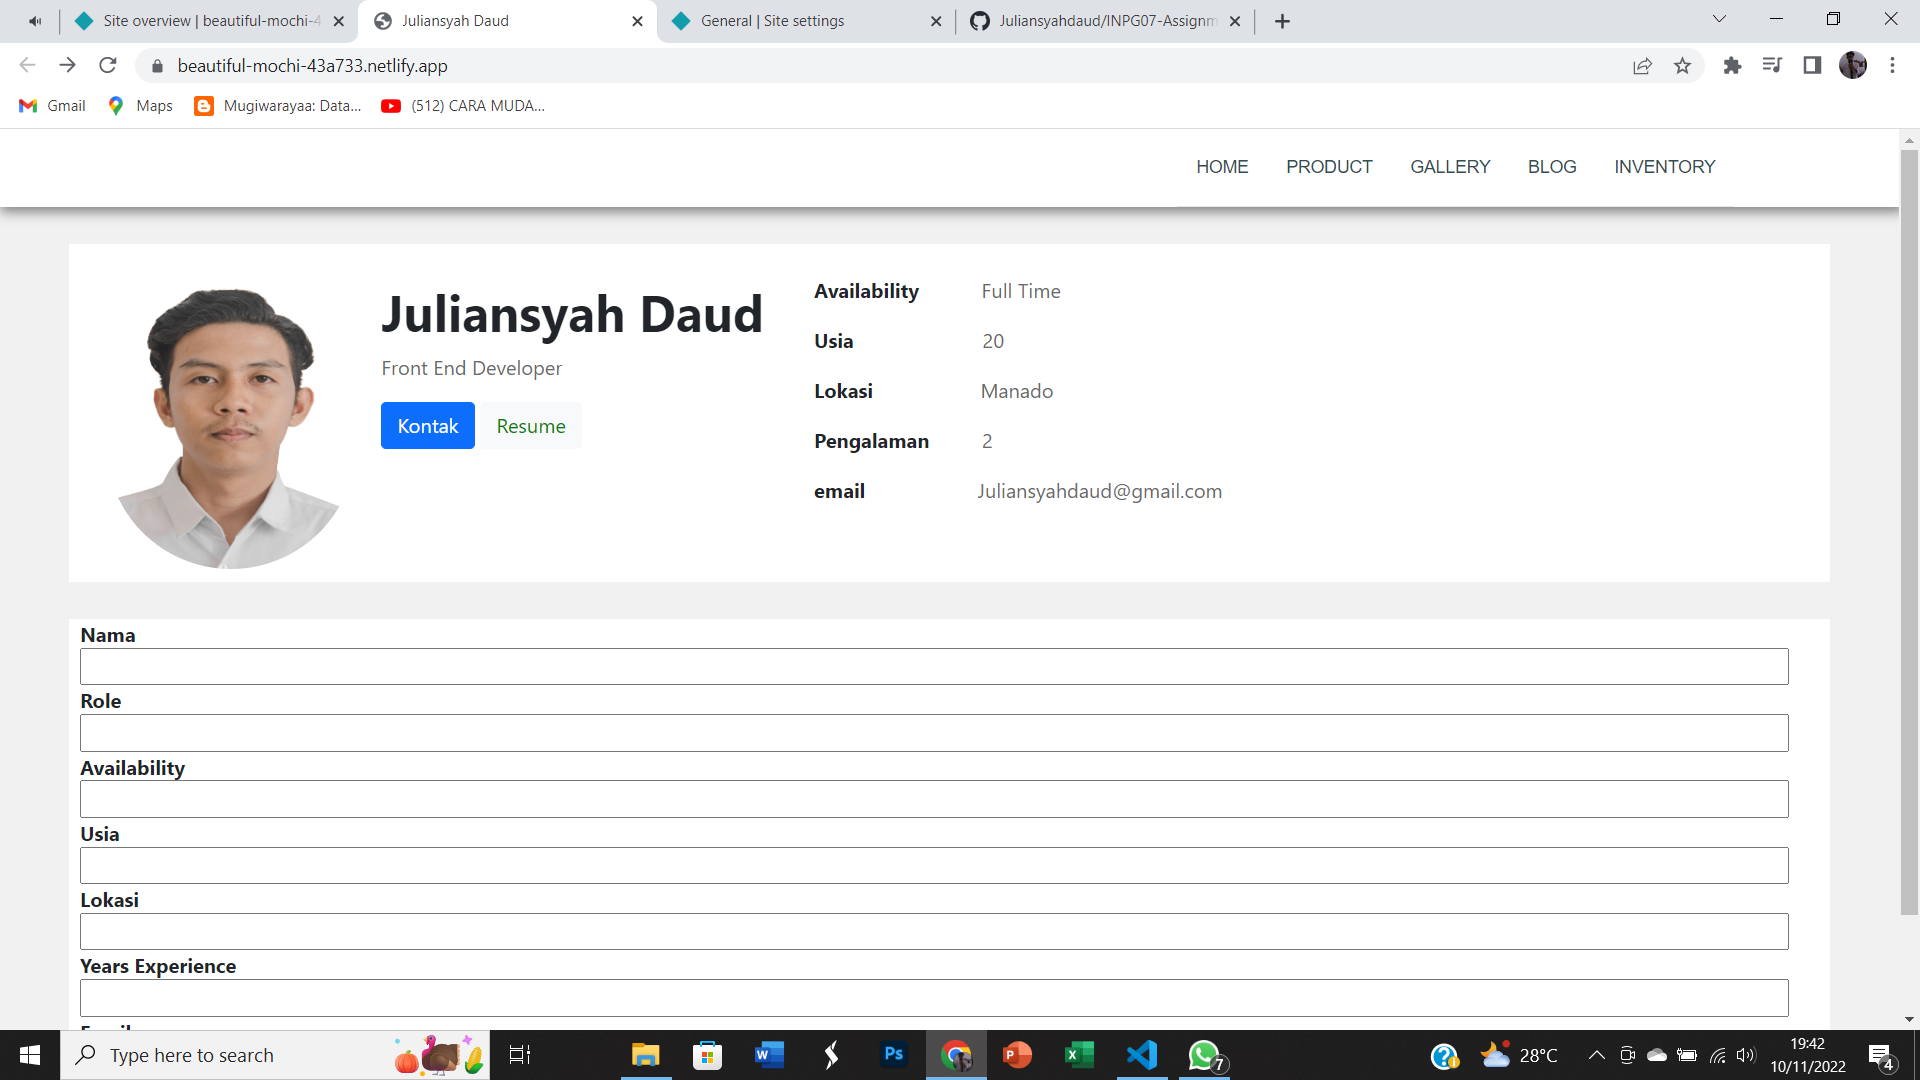 Site overview | beautiful-mochi-4
Juliansyah Daud
General | Site settings
Juliansyahdaud/INPG07-Assignm
beautiful-mochi-43a733.netlify.app
Gmail
Maps
Mugiwarayaa: Data...
(512) CARA MUDA...
HOME PRODUCT GALLERY BLOG INVENTORY
Juliansyah Daud
Front End Developer
Kontak Resume
Availability Full Time
Usia 20
Lokasi Manado
Pengalaman 2
email Juliansyahdaud@gmail.com
Nama
Role
Availability
Usia
Lokasi
Years Experience
Type here to search
W
Ps
P
X
7
28°C
19:42
10/11/2022
4